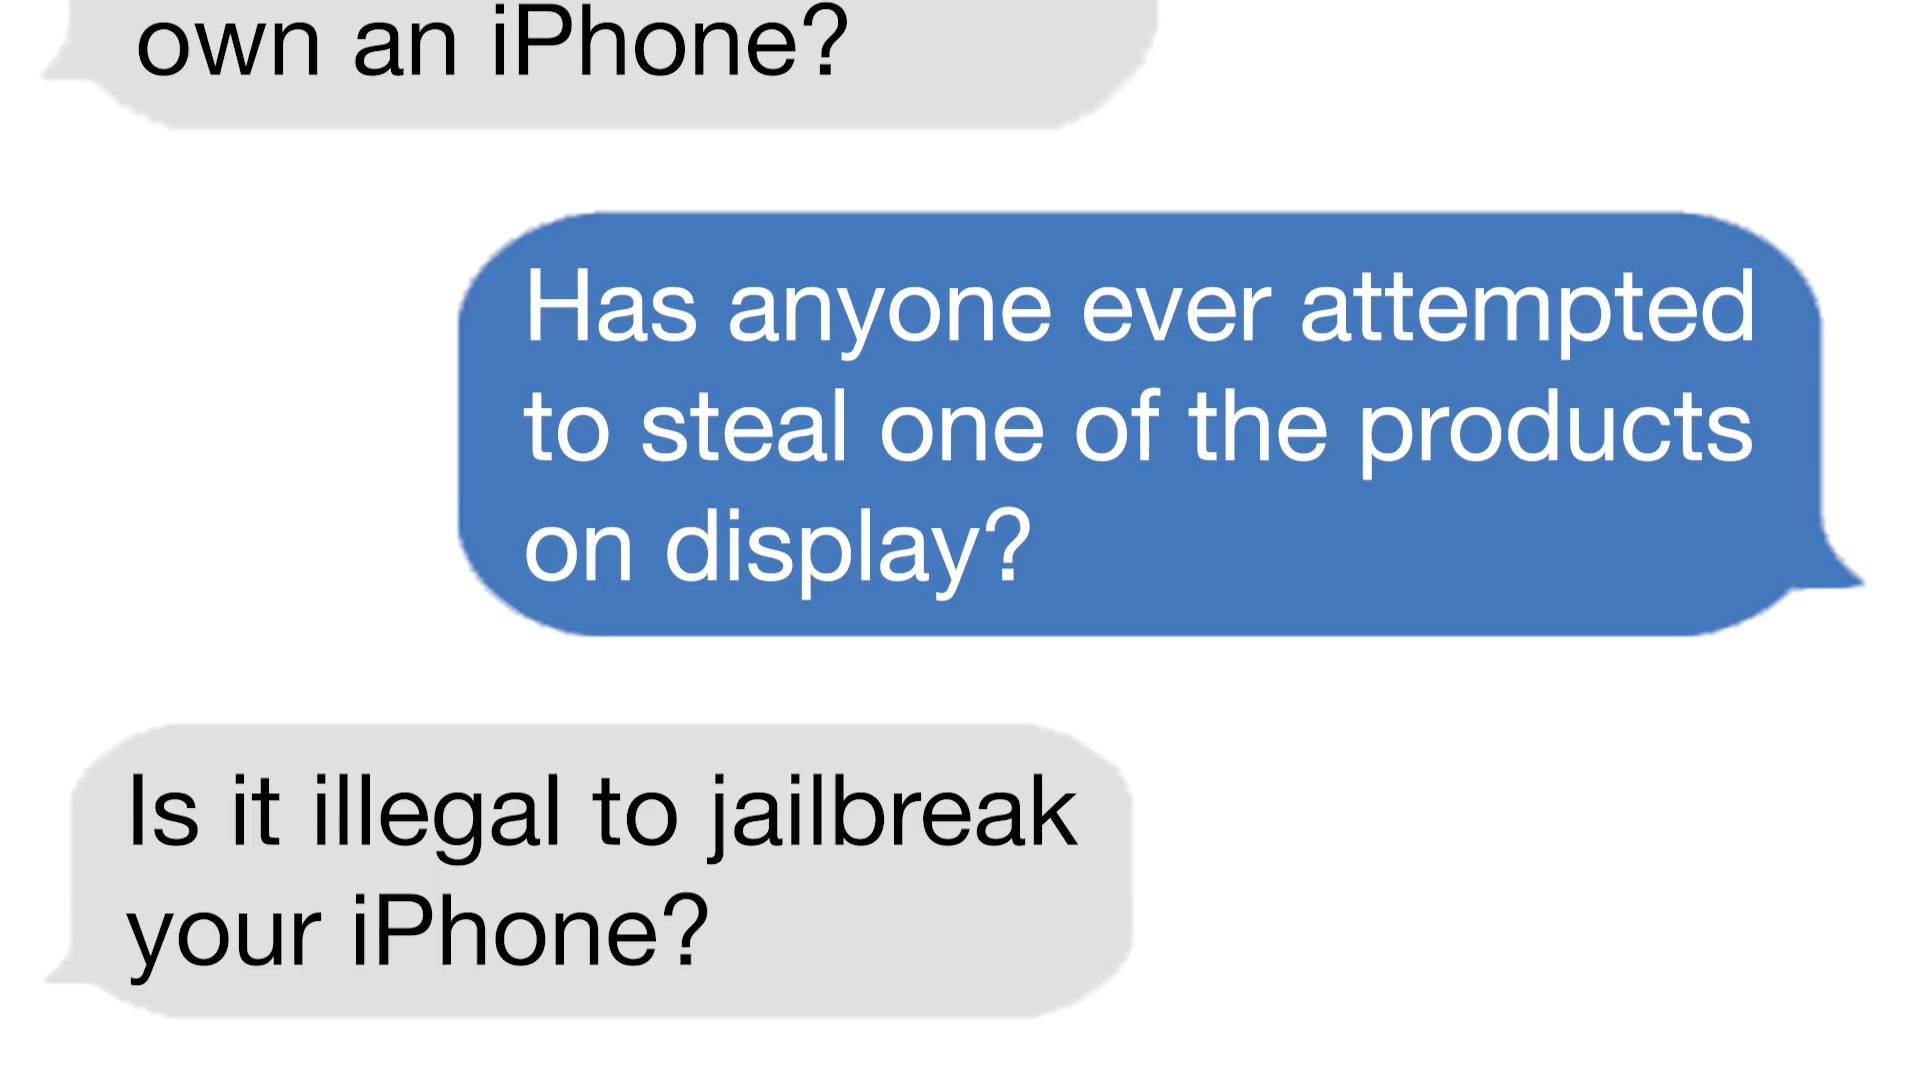 own an iPhone?
Has anyone ever attempted
to steal one of the products
on display?
Is it illegal to jailbreak
your iPhone?